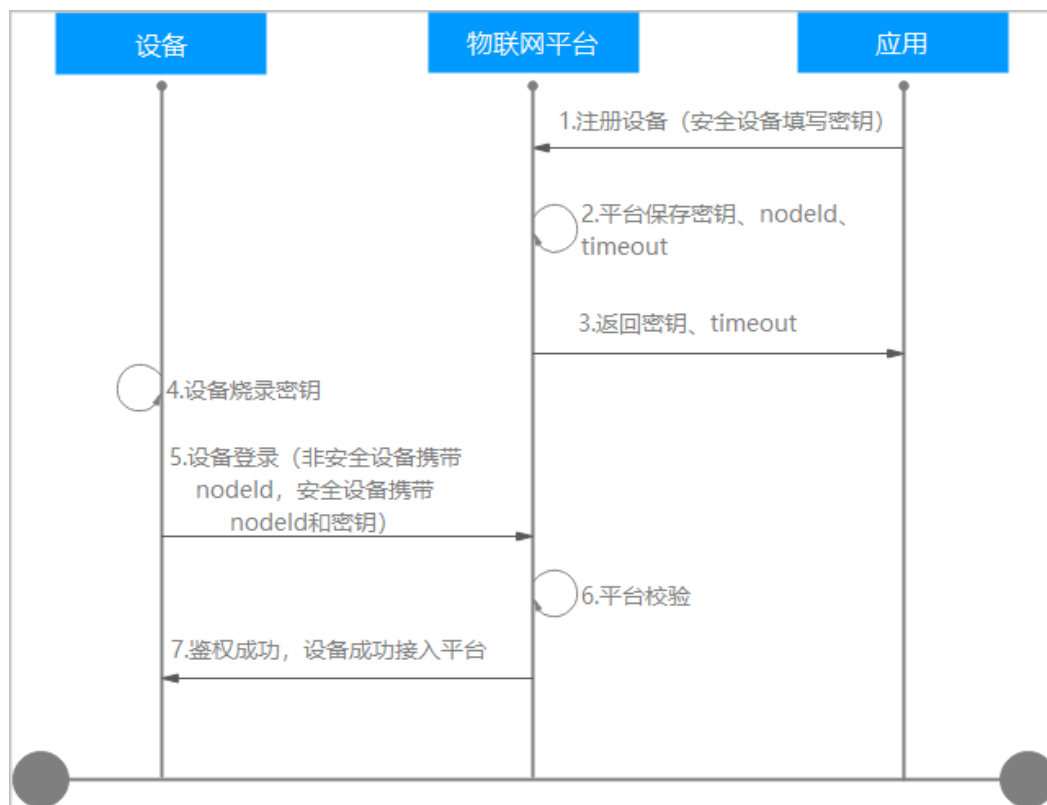 设备
物联网平台
应用
1.注册设备（安全设备填写密钥）
2.平台保存密钥、nodeId、
timeout
3.返回密钥、timeout
4.设备烧录密钥
5.设备登录（非安全设备携带
nodeId，安全设备携带
nodeId和密钥）
6.平台校验
7.鉴权成功，设备成功接入平台